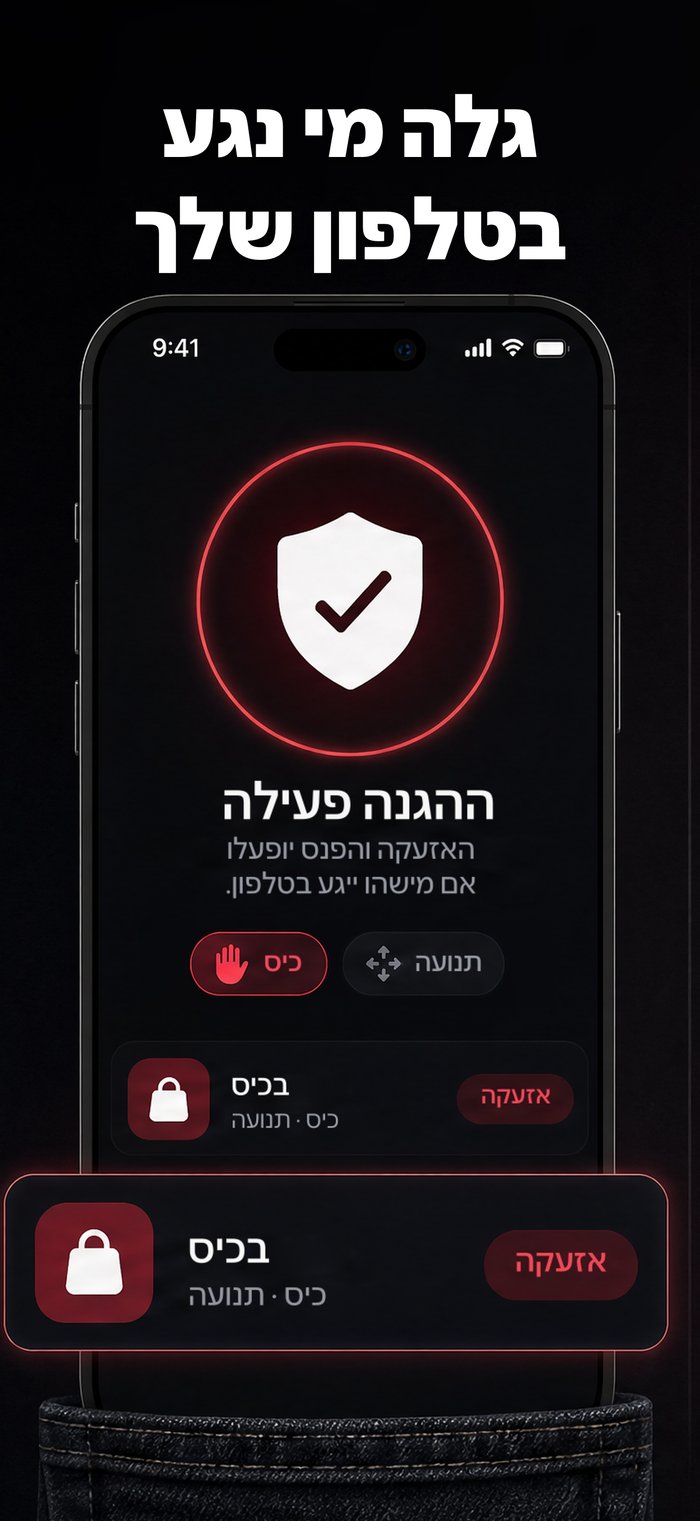 גלה מי נגע
בטלפון שלך
9:41
ההגנה פעילה
האזעקה והפנס יופעלו
אם מישהו ייגע בטלפון.
תנועה
כיס
בכיס
כיס · תנועה
אזעקה
בכיס
כיס · תנועה
אזעקה